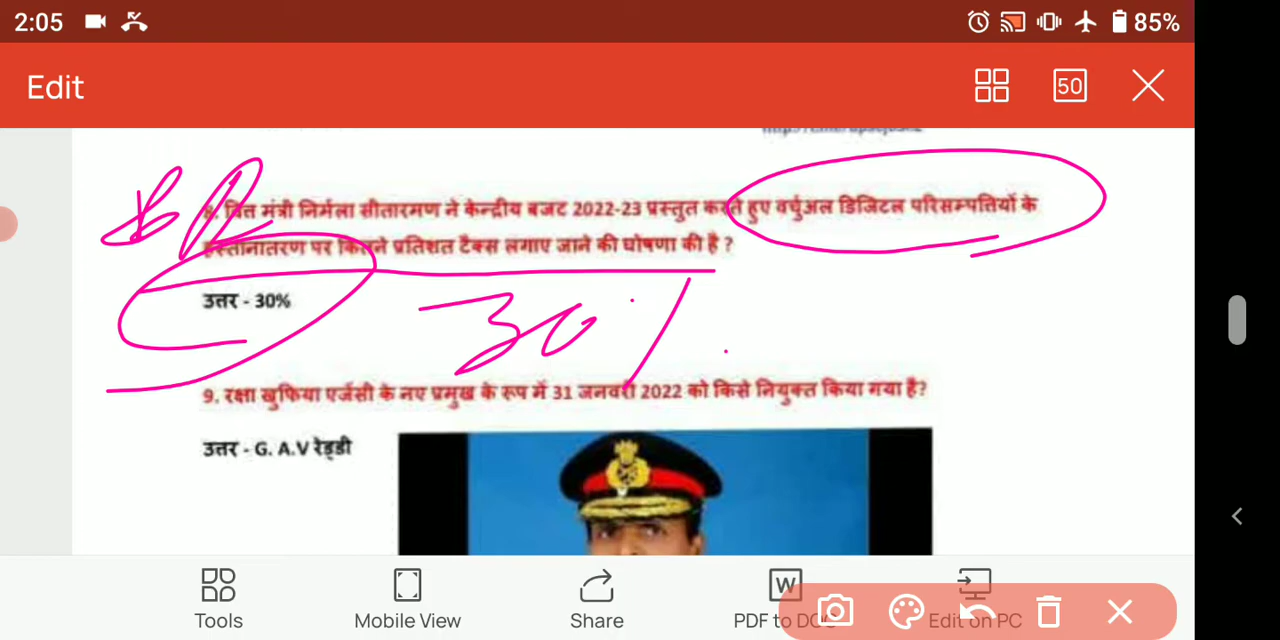 2:05
85%
Edit
50
8. वित्त मंत्री निर्मला सीतारमण ने केन्द्रीय बजट 2022-23 प्रस्तुत करते हुए वर्चुअल डिजिटल परिसम्पत्तियों के
हस्तानातरण पर कितने प्रतिशत टैक्स लगाए जाने की घोषणा की है ?
उत्तर - 30%
30%
9. रक्षा खुफिया एजेंसी के नए प्रमुख के रूप में 31 जनवरी 2022 को किसे नियुक्त किया गया है?
उत्तर - G. A.V रेड्डी
Tools
Mobile View
Share
PDF to DOC
Edit on PC